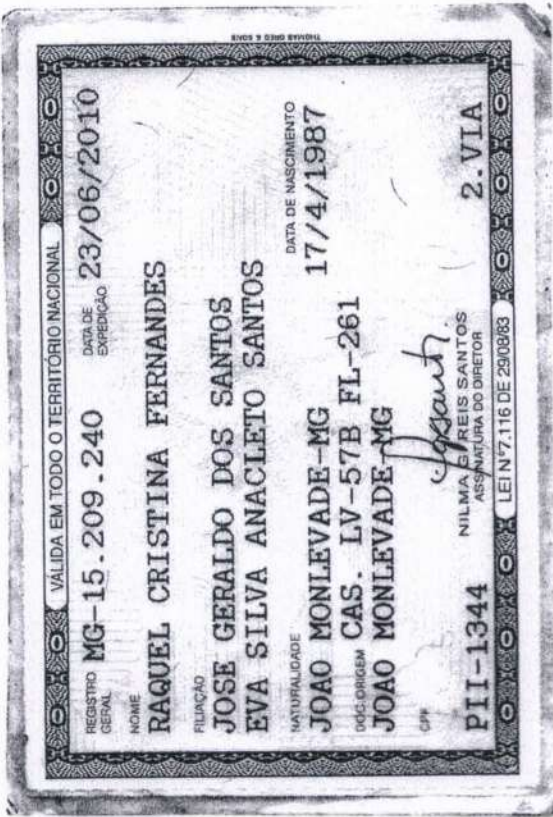 VÁLIDA EM TODO O TERRITÓRIO NACIONAL
REGISTRO GERAL MG-15.209.240 DATA DE EXPEDIÇÃO 23/06/2010
NOME
RAQUEL CRISTINA FERNANDES
FILIAÇÃO
JOSE GERALDO DOS SANTOS
EVA SILVA ANACLETO SANTOS
NATURALIDADE DATA DE NASCIMENTO
JOAO MONLEVADE-MG 17/4/1987
DOC.ORIGEM CAS. LV-57B FL-261
JOAO MONLEVADE-MG
CPF
PII-1344 2.VIA
NILMA REIS SANTOS
ASSINATURA DO DIRETOR
LEI Nº7.116 DE 29/08/83
THOMAS GREG & SONS